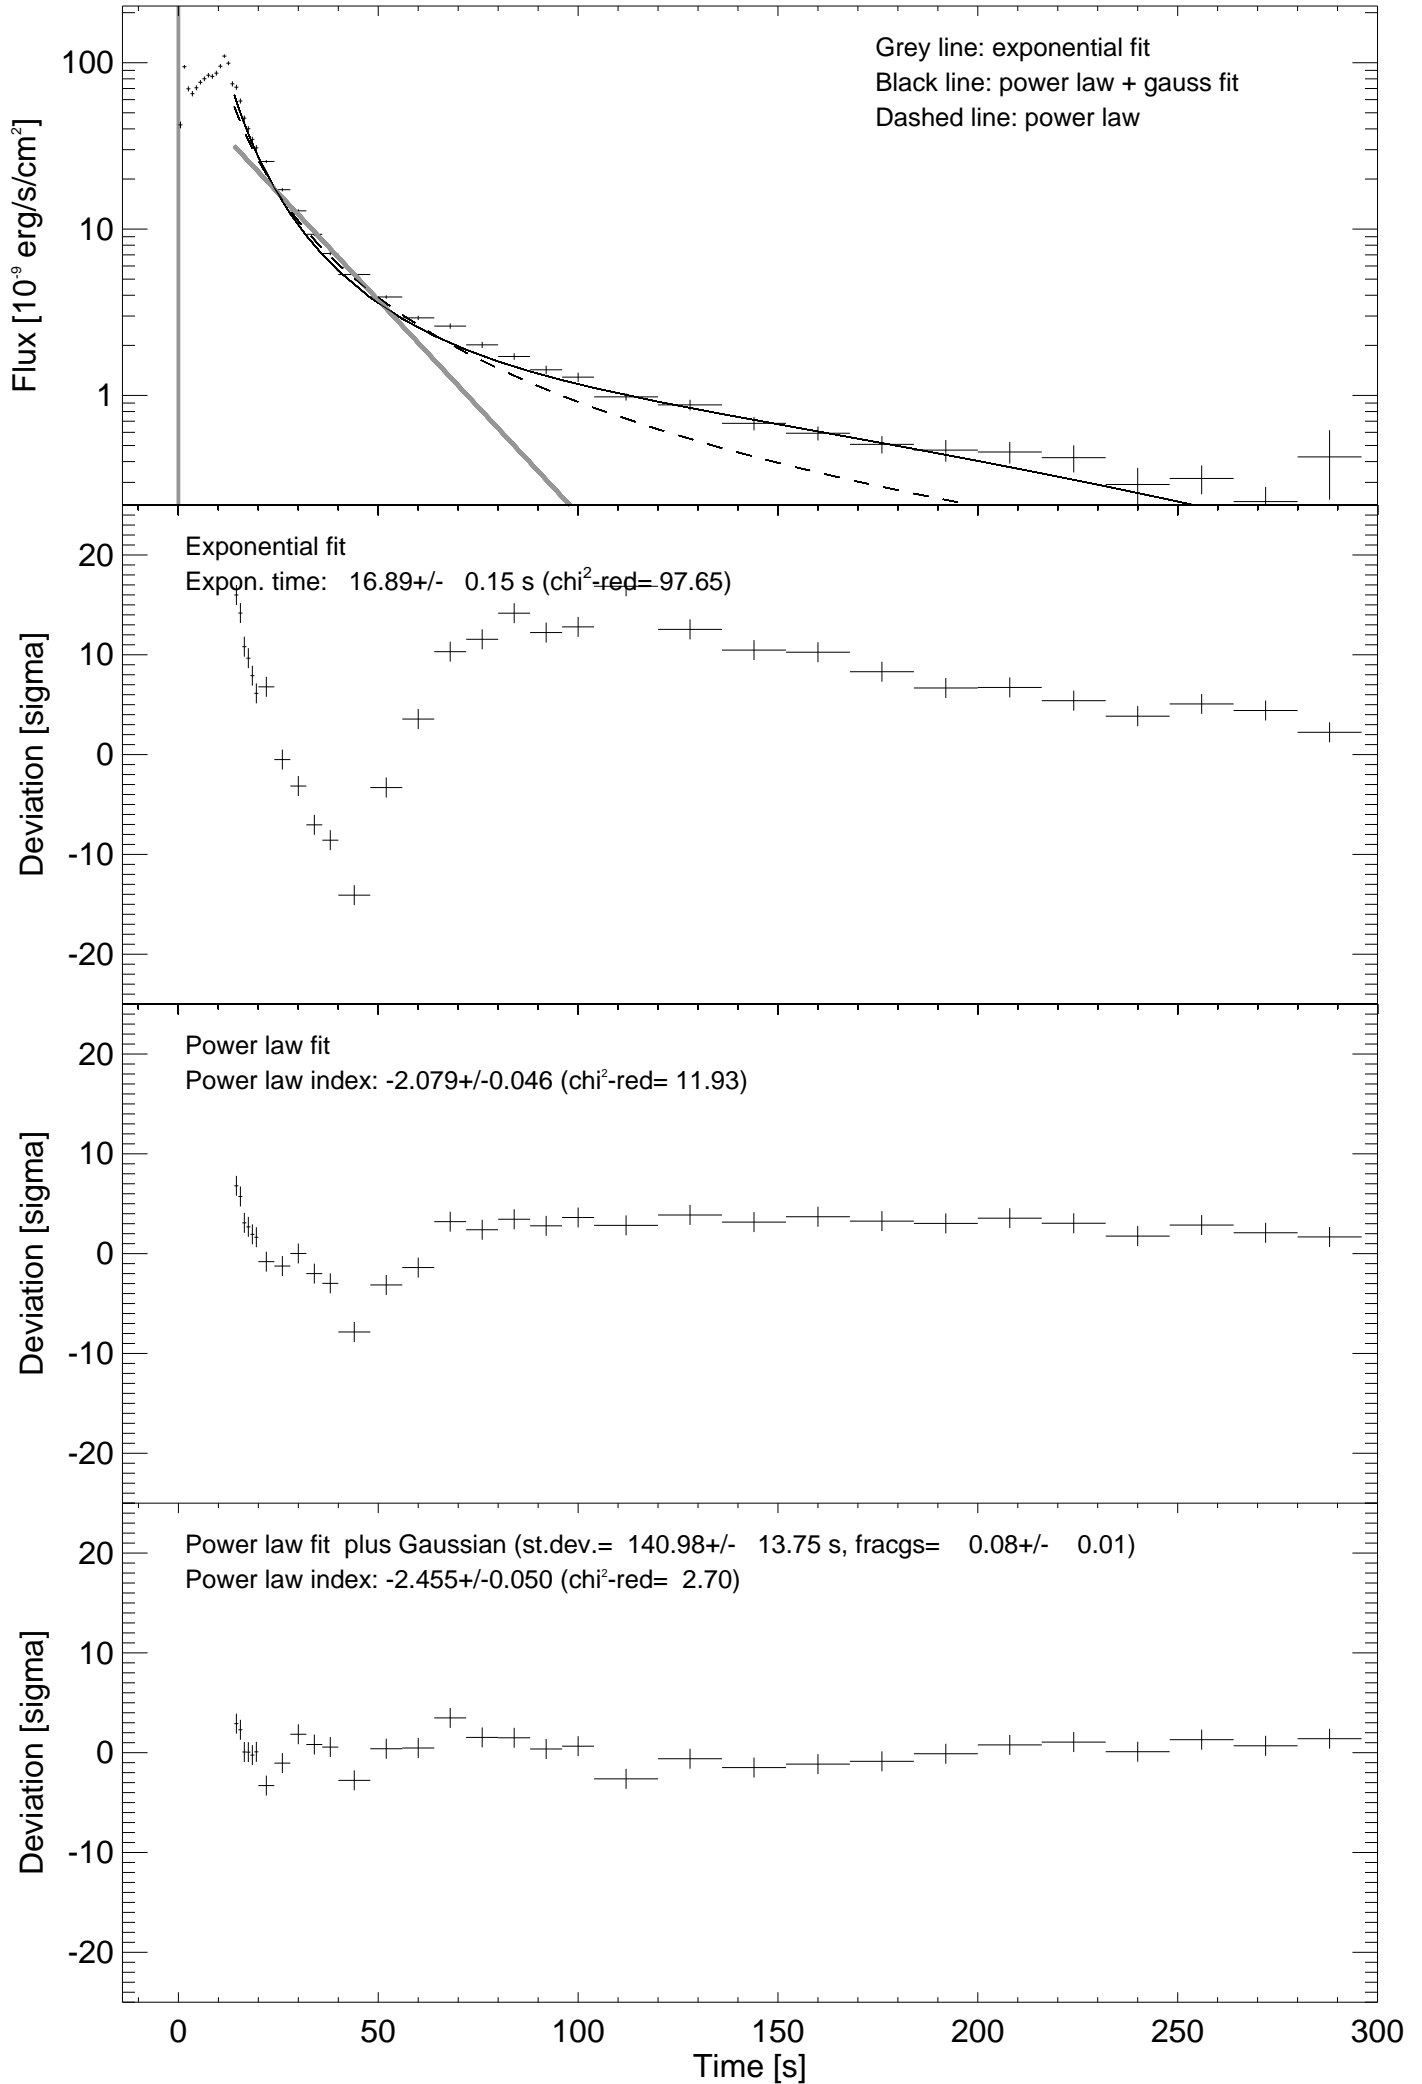 Grey line: exponential fit
Black line: power law + gauss fit
Dashed line: power law
100
10
1
Flux [10⁻⁹ erg/s/cm²]
Exponential fit
Expon. time: 16.89+/- 0.15 s (chi²-red= 97.65)
20
10
0
-10
-20
Deviation [sigma]
Power law fit
Power law index: -2.079+/-0.046 (chi²-red= 11.93)
20
10
0
-10
-20
Deviation [sigma]
Power law fit plus Gaussian (st.dev.= 140.98+/- 13.75 s, fracgs= 0.08+/- 0.01)
Power law index: -2.455+/-0.050 (chi²-red= 2.70)
20
10
0
-10
-20
Deviation [sigma]
0 50 100 150 200 250 300
Time [s]